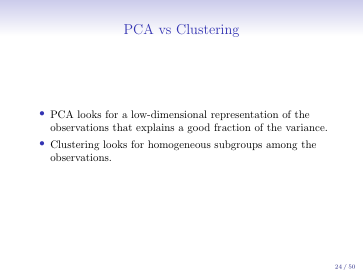 PCA vs Clustering
• PCA looks for a low-dimensional representation of the
observations that explains a good fraction of the variance.
• Clustering looks for homogeneous subgroups among the
observations.
24 / 50